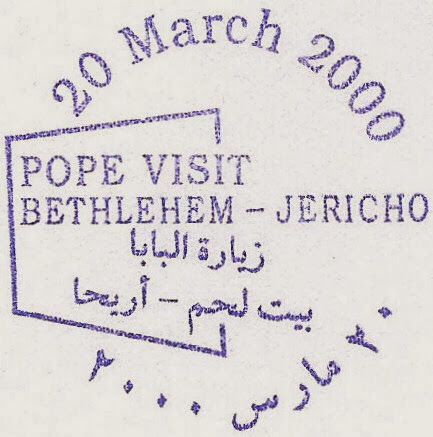 20 March 2000
POPE VISIT
BETHLEHEM – JERICHO
زيارة البابا
بيت لحم – أريحا
٢٠ مارس ٢٠٠٠